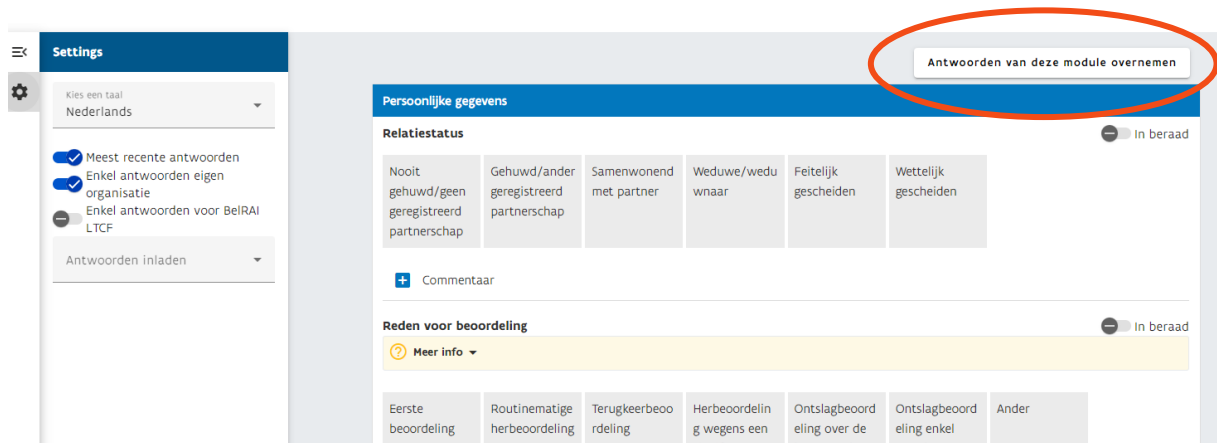 Settings
Antwoorden van deze module overnemen
Kies een taal
Nederlands
Meest recente antwoorden
Enkel antwoorden eigen
organisatie
Enkel antwoorden voor BelRAI
LTCF
Antwoorden inladen
Persoonlijke gegevens
Relatiestatus
In beraad
Nooit
gehuwd/geen
geregistreerd
partnerschap
Gehuwd/ander
geregistreerd
partnerschap
Samenwonend
met partner
Weduwe/wedu
wnaar
Feitelijk
gescheiden
Wettelijk
gescheiden
Commentaar
Reden voor beoordeling
In beraad
Meer info
Eerste
beoordeling
Routinematige
herbeoordeling
Terugkeerbeoo
rdeling
Herbeoordelin
g wegens een
Ontslagbeoord
eling over de
Ontslagbeoord
eling enkel
Ander